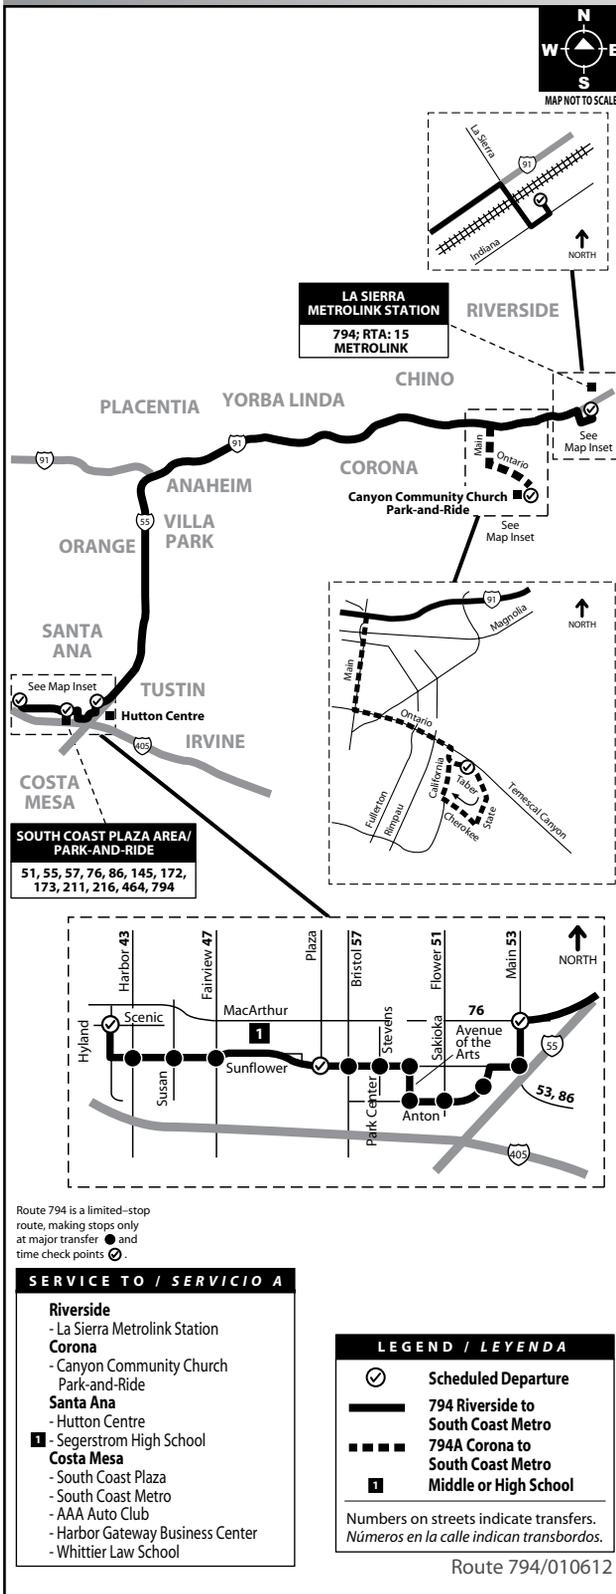 N
W E
S
MAP NOT TO SCALE
La Sierra
91
Indiana
NORTH
LA SIERRA
METROLINK STATION
794; RTA: 15
METROLINK
RIVERSIDE
CHINO
YORBA LINDA
PLACENTIA
See
Map Inset
91
91
Main
Ontario
CORONA
ANAHEIM
Canyon Community Church
Park-and-Ride
See
Map Inset
55
VILLA
PARK
ORANGE
SANTA
ANA
See Map Inset
TUSTIN
Hutton Centre
405
IRVINE
COSTA
MESA
91
Magnolia
NORTH
Main
Ontario
California
Taber
State
Cherokee
Temescal Canyon
Fullerton
Rimpau
SOUTH COAST PLAZA AREA/
PARK-AND-RIDE
51, 55, 57, 76, 86, 145, 172,
173, 211, 216, 464, 794
Harbor 43
Fairview 47
Plaza
Bristol 57
Flower 51
Main 53
NORTH
Hyland
Scenic
MacArthur
1
76
Stevens
Sakioka
Avenue
of the
Arts
55
Susan
Sunflower
Park Center
Anton
53, 86
405
Route 794 is a limited–stop
route, making stops only
at major transfer and
time check points .
SERVICE TO / SERVICIO A
Riverside
- La Sierra Metrolink Station
Corona
- Canyon Community Church
Park-and-Ride
Santa Ana
- Hutton Centre
1 - Segerstrom High School
Costa Mesa
- South Coast Plaza
- South Coast Metro
- AAA Auto Club
- Harbor Gateway Business Center
- Whittier Law School
LEGEND / LEYENDA
Scheduled Departure
794 Riverside to
South Coast Metro
794A Corona to
South Coast Metro
1 Middle or High School
Numbers on streets indicate transfers.
Números en la calle indican transbordos.
Route 794/010612